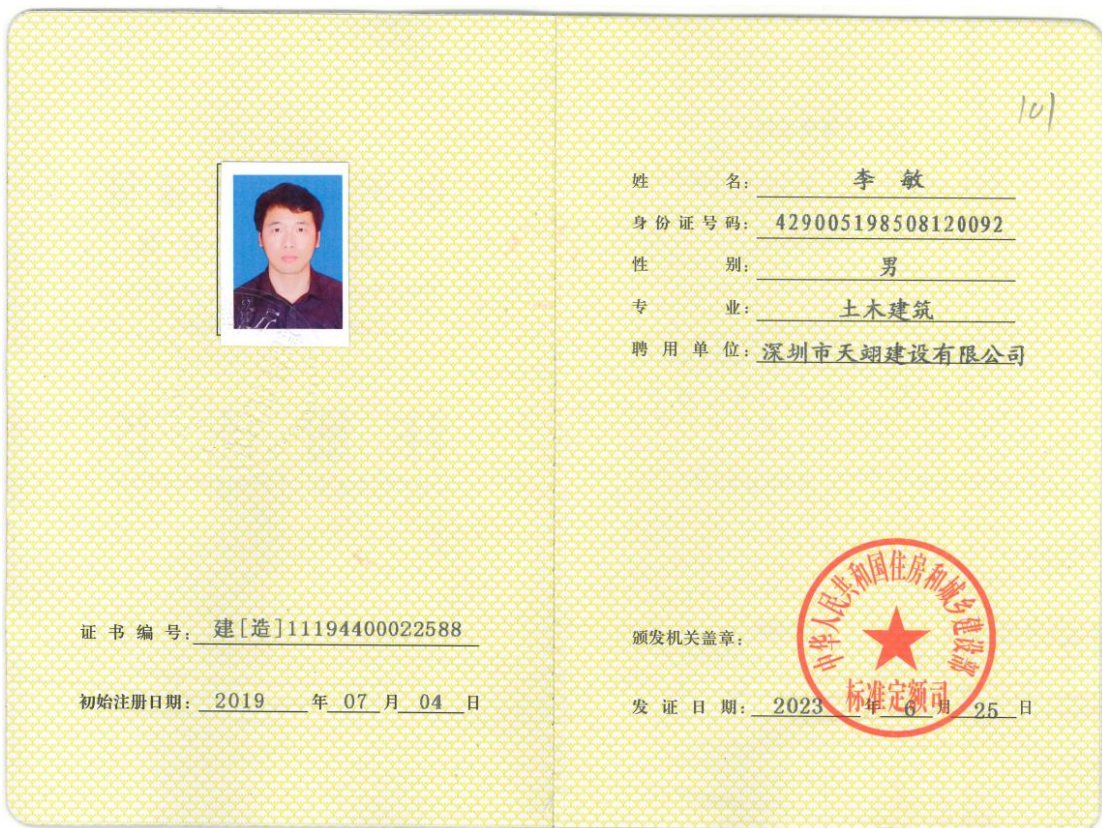 101
姓名：李敏
身份证号码：429005198508120092
性别：男
专业：土木建筑
聘用单位：深圳市天翊建设有限公司
证书编号：建[造]11194400022588
初始注册日期：2019年07月04日
颁发机关盖章：
中华人民共和国住房和城乡建设部
标准定额司
发证日期：2023年6月25日